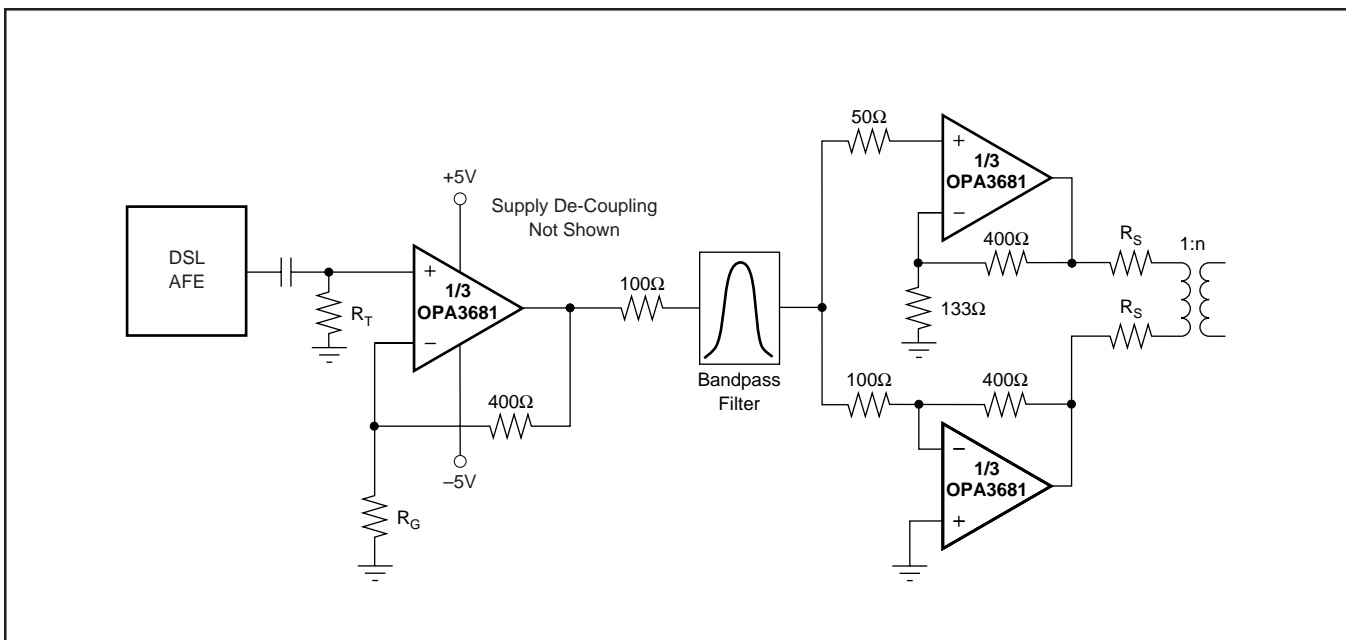 DSL
AFE
R_T
+5V
Supply De-Coupling
Not Shown
+
1/3
OPA3681
−
400Ω
–5V
R_G
100Ω
Bandpass
Filter
50Ω
+
1/3
OPA3681
−
400Ω
133Ω
R_S
1:n
R_S
100Ω
400Ω
−
1/3
OPA3681
+